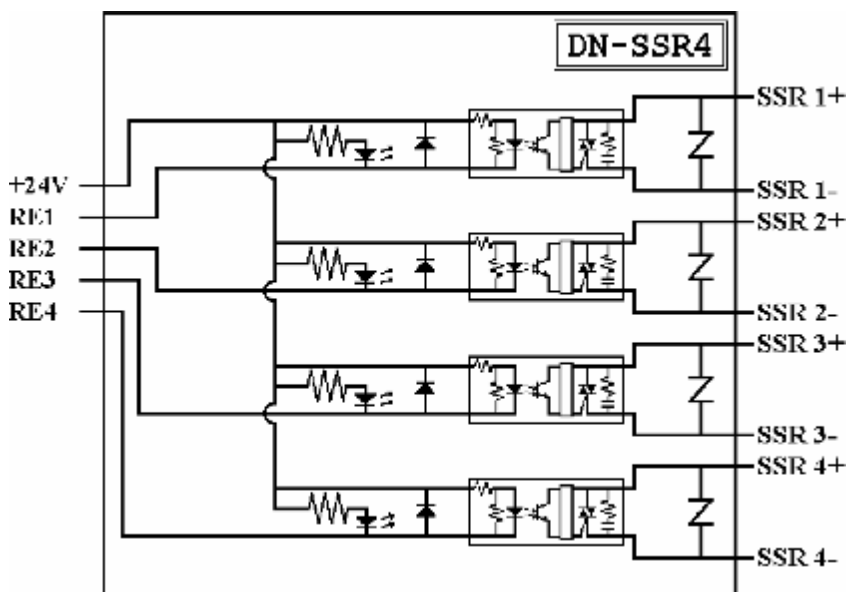 DN-SSR4
+24V
RE1
RE2
RE3
RE4
SSR 1+
SSR 1-
SSR 2+
SSR 2-
SSR 3+
SSR 3-
SSR 4+
SSR 4-